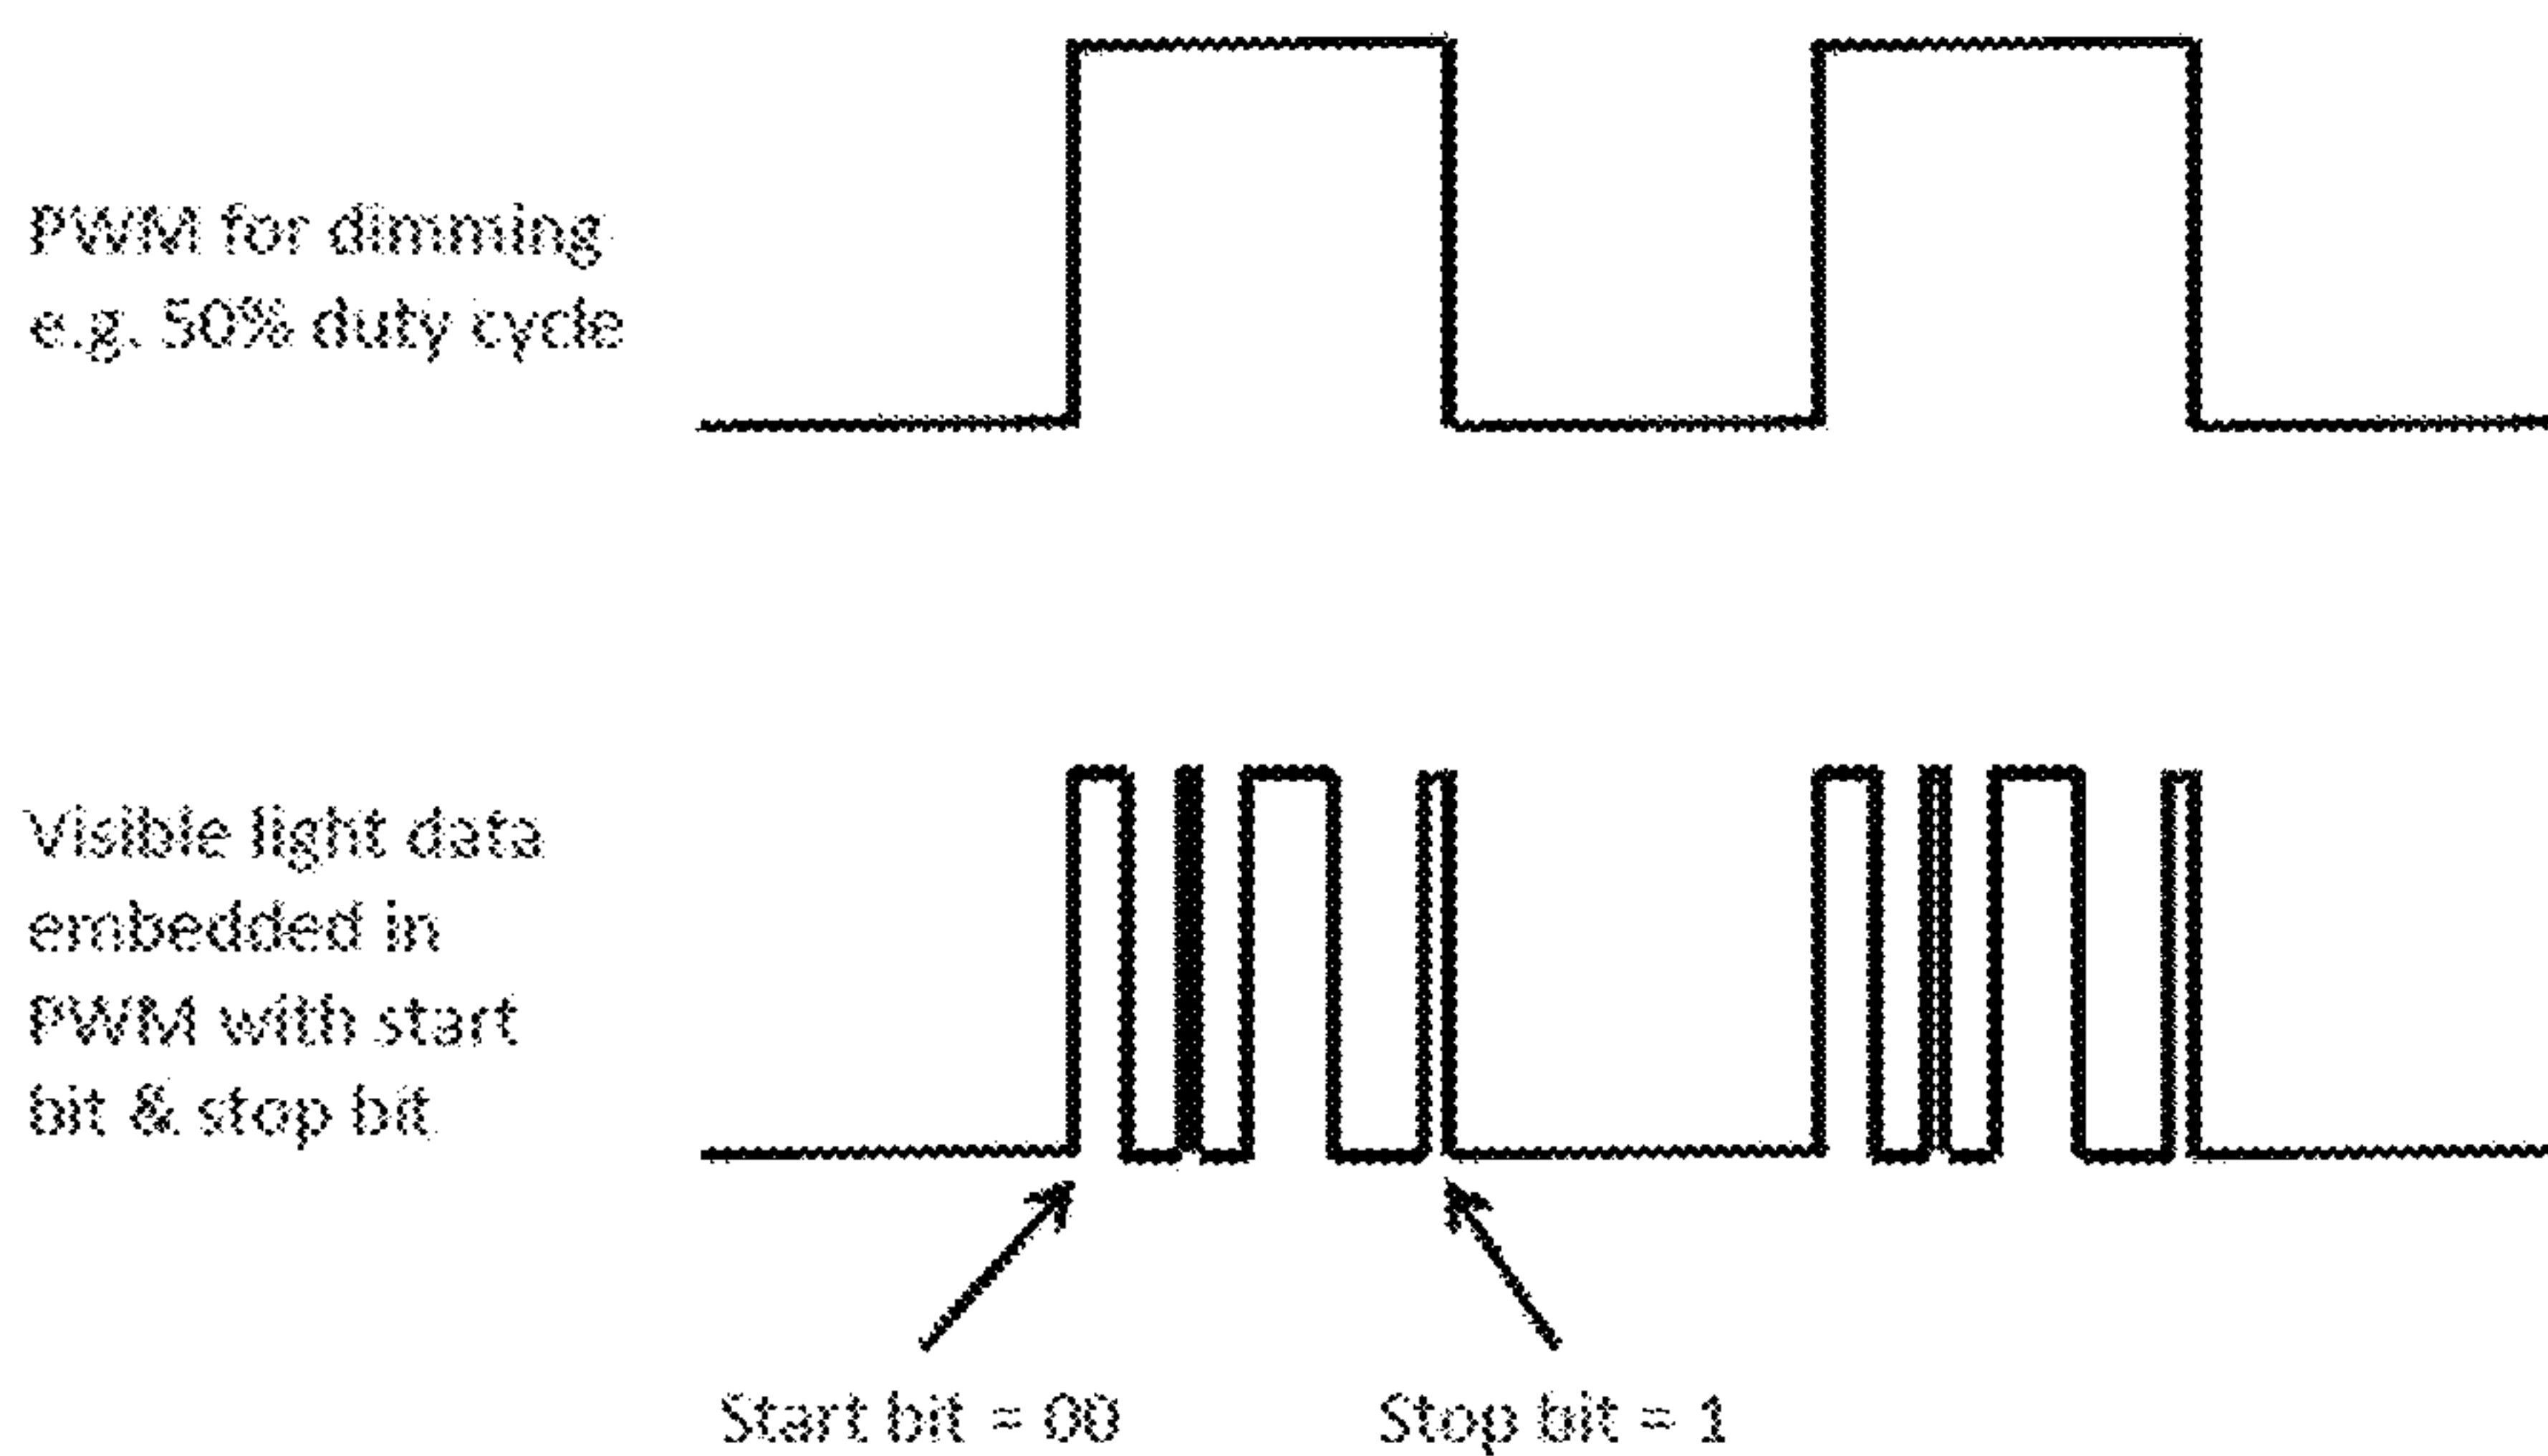 PWM for dimming
e.g. 50% duty cycle
Visible light data
embedded in
PWM with start
bit & stop bit
Start bit = 00
Stop bit = 1